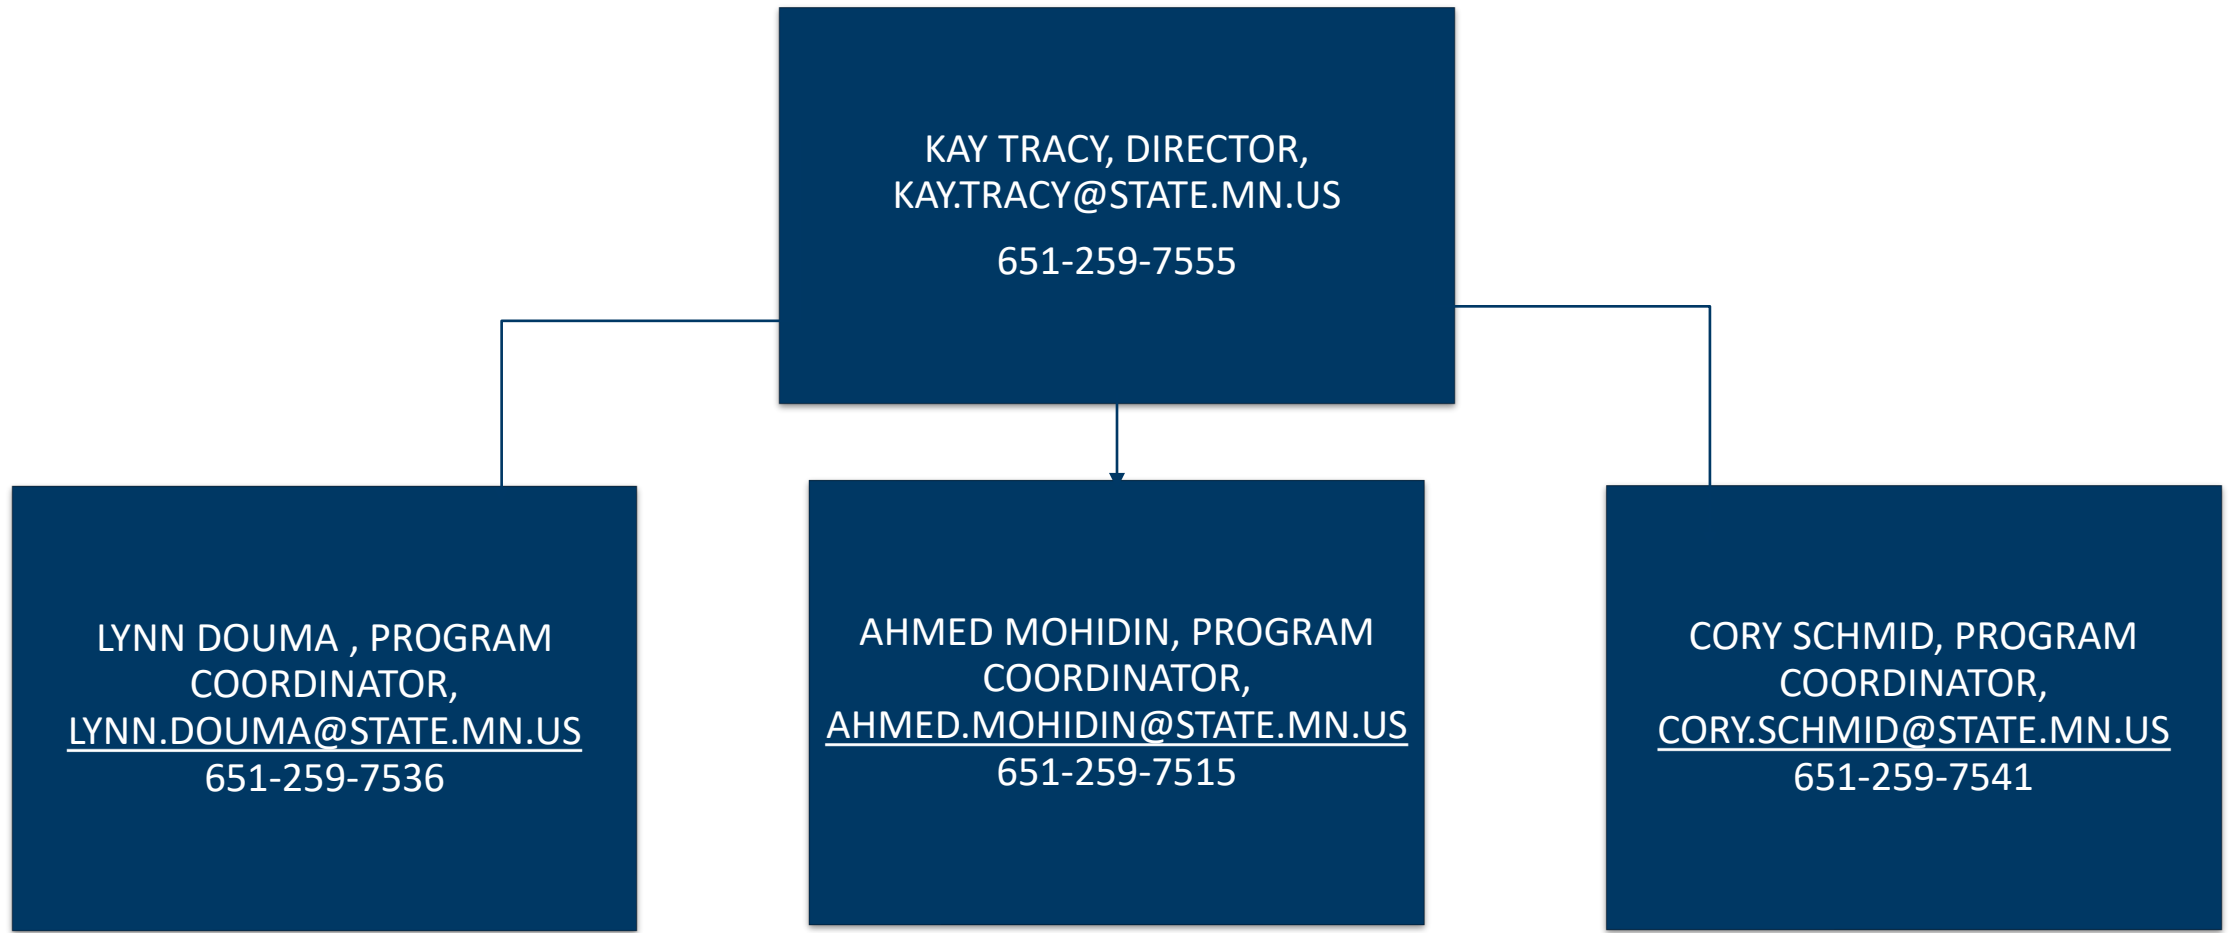 KAY TRACY, DIRECTOR,
KAY.TRACY@STATE.MN.US
651-259-7555
LYNN DOUMA , PROGRAM
COORDINATOR,
LYNN.DOUMA@STATE.MN.US
651-259-7536
AHMED MOHIDIN, PROGRAM
COORDINATOR,
AHMED.MOHIDIN@STATE.MN.US
651-259-7515
CORY SCHMID, PROGRAM
COORDINATOR,
CORY.SCHMID@STATE.MN.US
651-259-7541